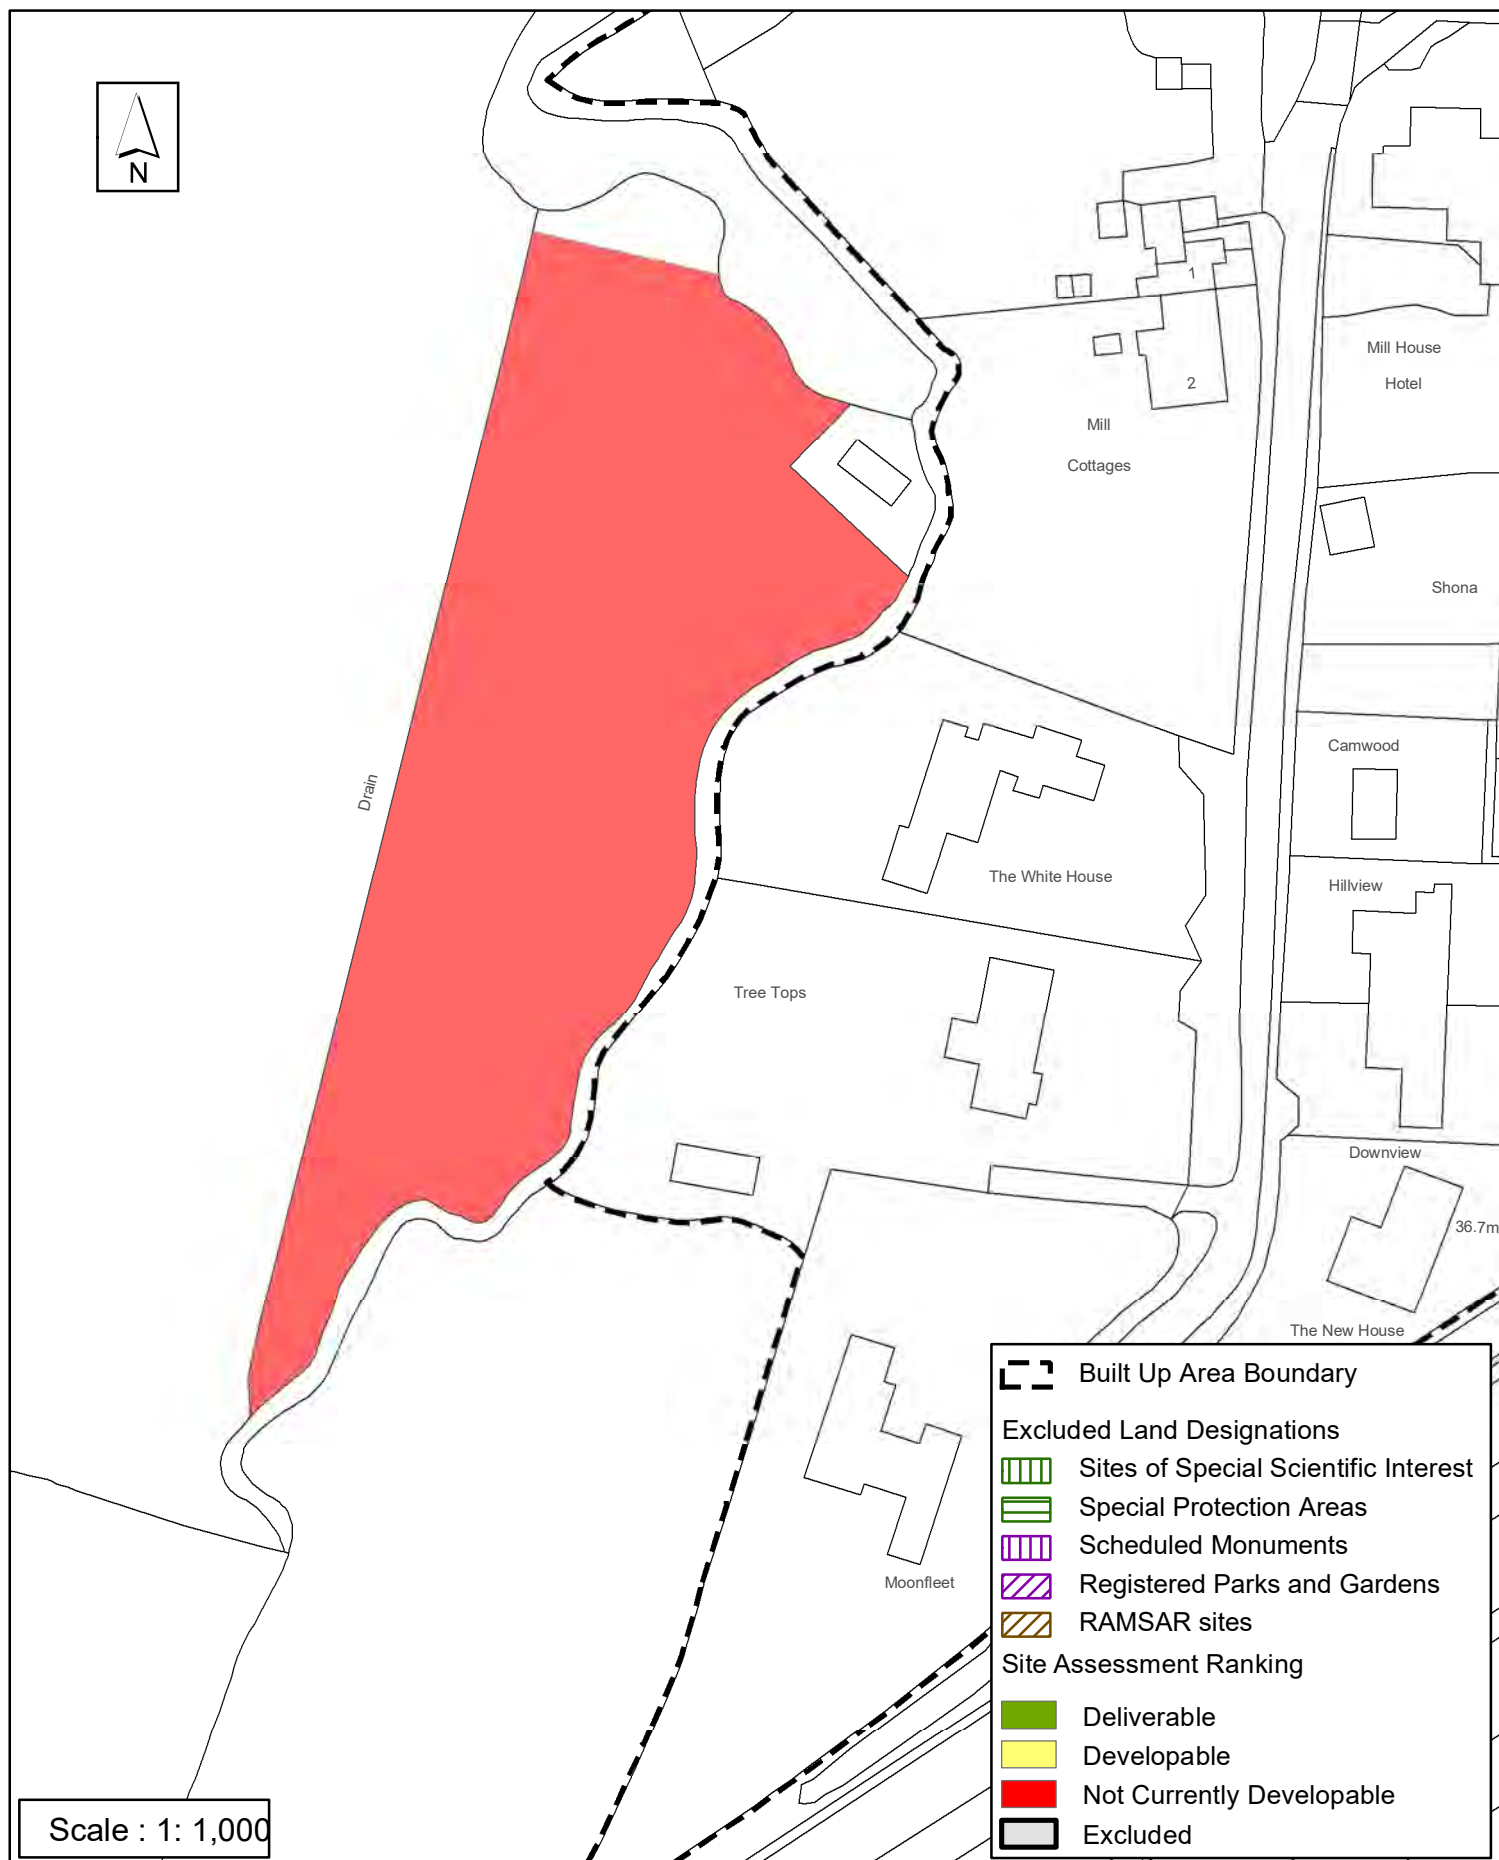 N
1
Mill House
Hotel
2
Mill
Cottages
Shona
Camwood
Drain
The White House
Hillview
Tree Tops
Downview
36.7m
The New House
Moonfleet
Built Up Area Boundary
Excluded Land Designations
Sites of Special Scientific Interest
Special Protection Areas
Scheduled Monuments
Registered Parks and Gardens
RAMSAR sites
Site Assessment Ranking
Deliverable
Developable
Not Currently Developable
Excluded
Scale : 1: 1,000